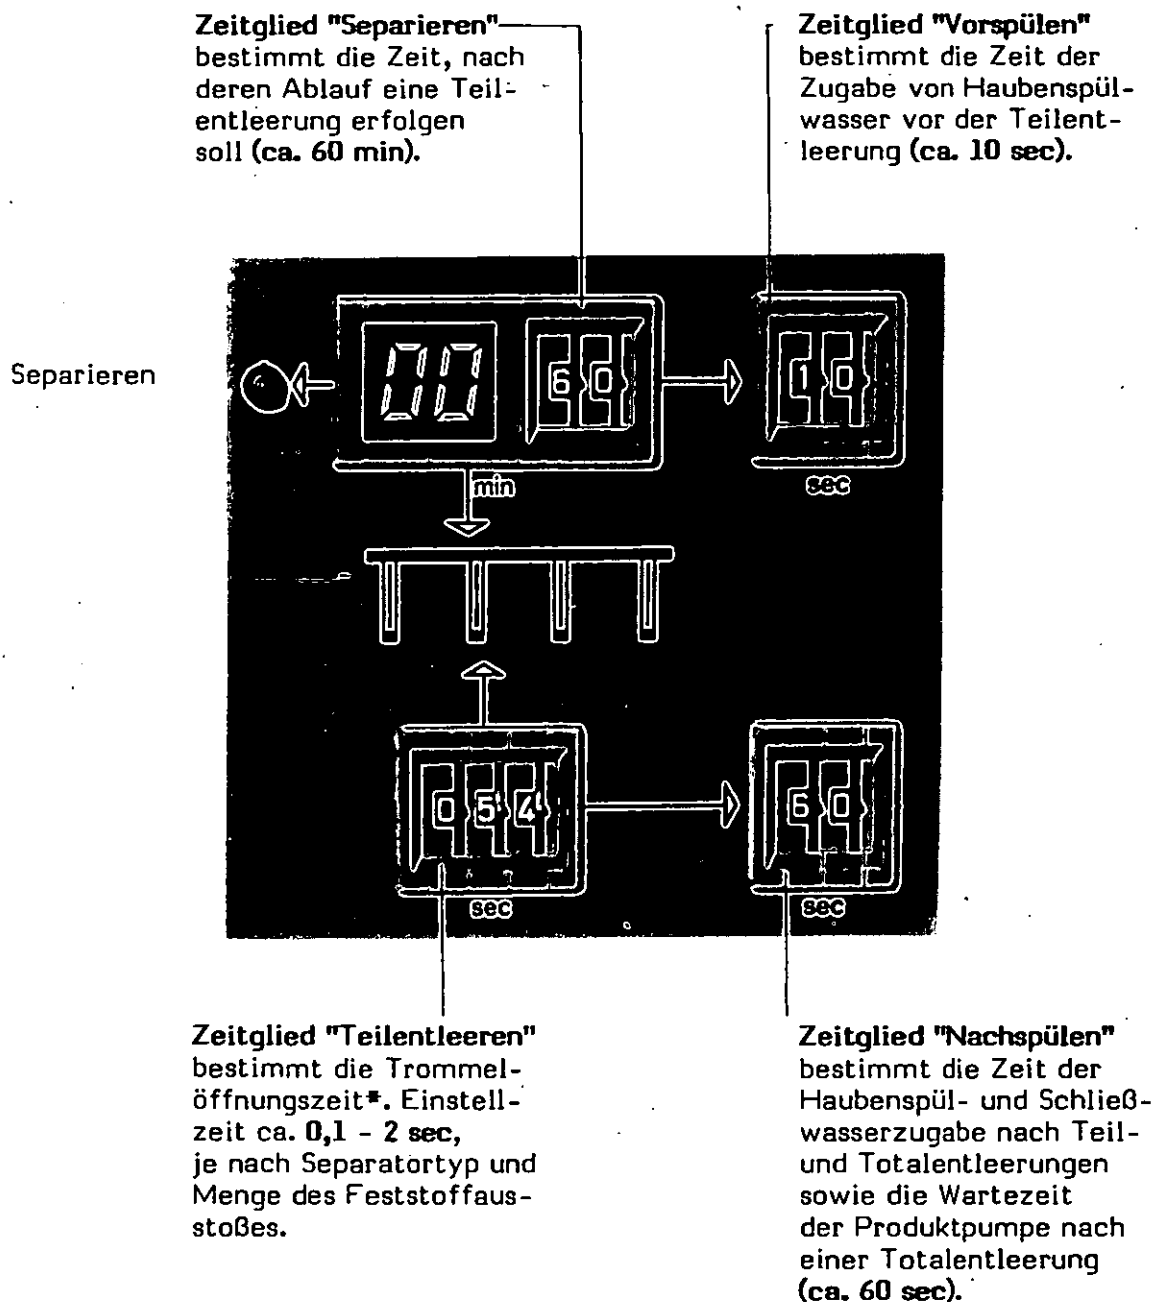 Zeitglied "Separieren"
bestimmt die Zeit, nach
deren Ablauf eine Teil-
entleerung erfolgen
soll (ca. 60 min).
Zeitglied "Vorspülen"
bestimmt die Zeit der
Zugabe von Haubenspül-
wasser vor der Teilent-
leerung (ca. 10 sec).
Separieren
00
60
min
10
sec
054
sec
60
sec
Zeitglied "Teilentleeren"
bestimmt die Trommel-
öffnungszeit*. Einstell-
zeit ca. 0,1 - 2 sec,
je nach Separatortyp und
Menge des Feststoffaus-
stoßes.
Zeitglied "Nachspülen"
bestimmt die Zeit der
Haubenspül- und Schließ-
wasserzugabe nach Teil-
und Totalentleerungen
sowie die Wartezeit
der Produktpumpe nach
einer Totalentleerung
(ca. 60 sec).